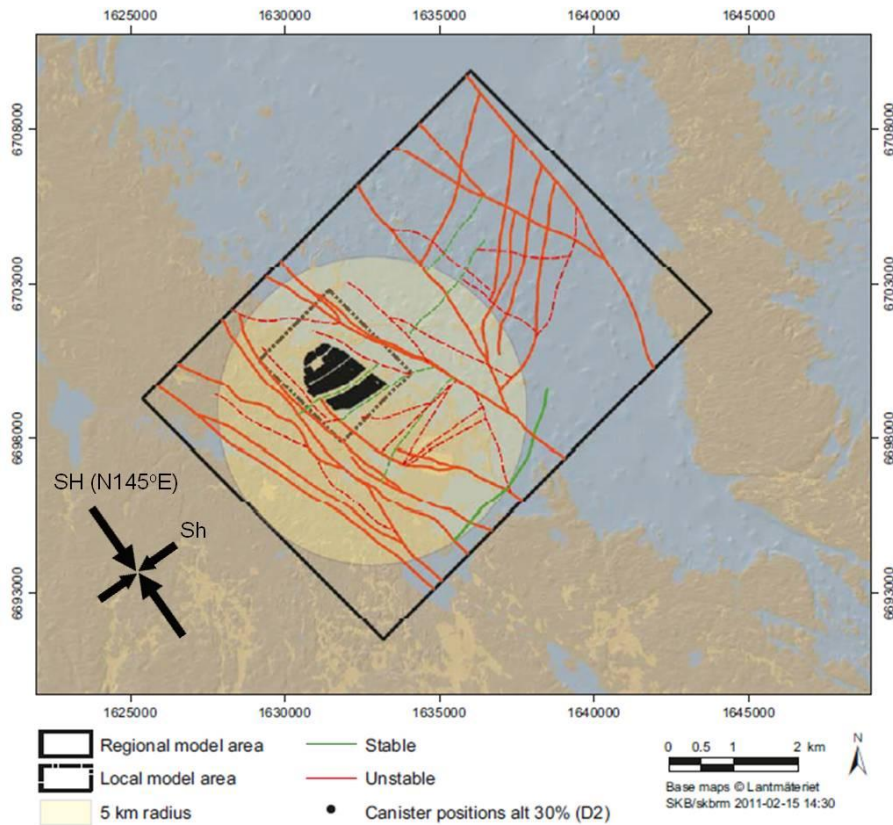 1625000 1630000 1635000 1640000 1645000
6708000 6708000
6703000 6703000
6698000 6698000
SH (N145°E)
Sh
6693000 6693000
1625000 1630000 1635000 1640000 1645000
Regional model area Stable
Local model area Unstable
5 km radius Canister positions alt 30% (D2)
0 0.5 1 2 km
N
Base maps © Lantmäteriet
SKB/skbrm 2011-02-15 14:30